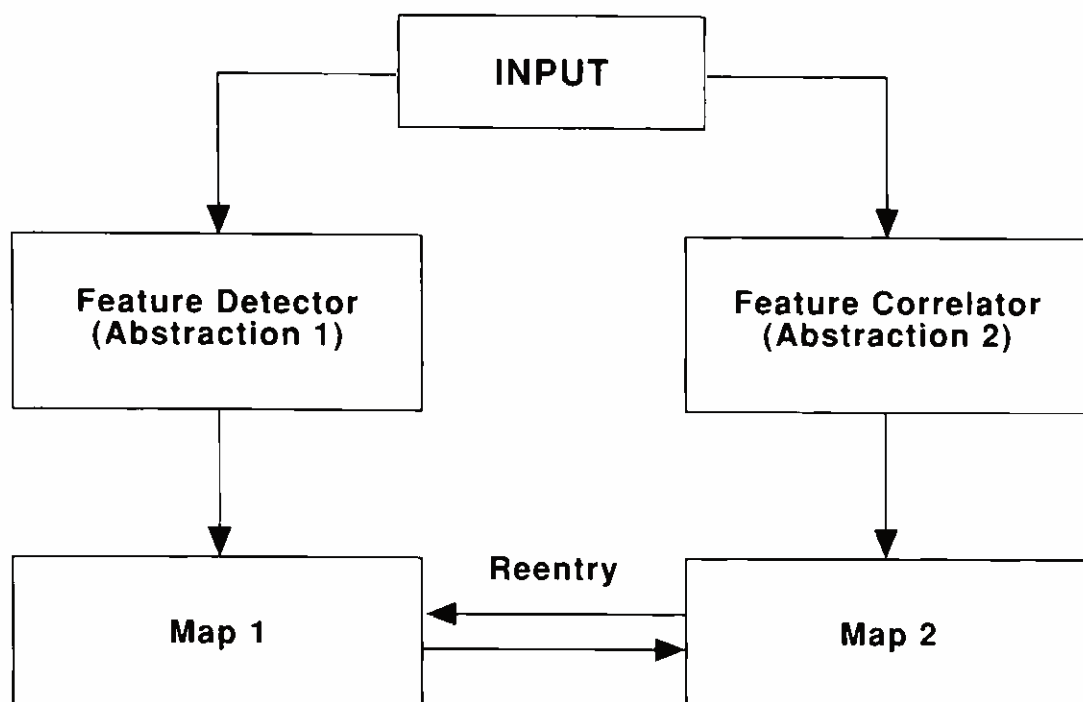 INPUT
Feature Detector
(Abstraction 1)
Feature Correlator
(Abstraction 2)
Reentry
Map 1
Map 2